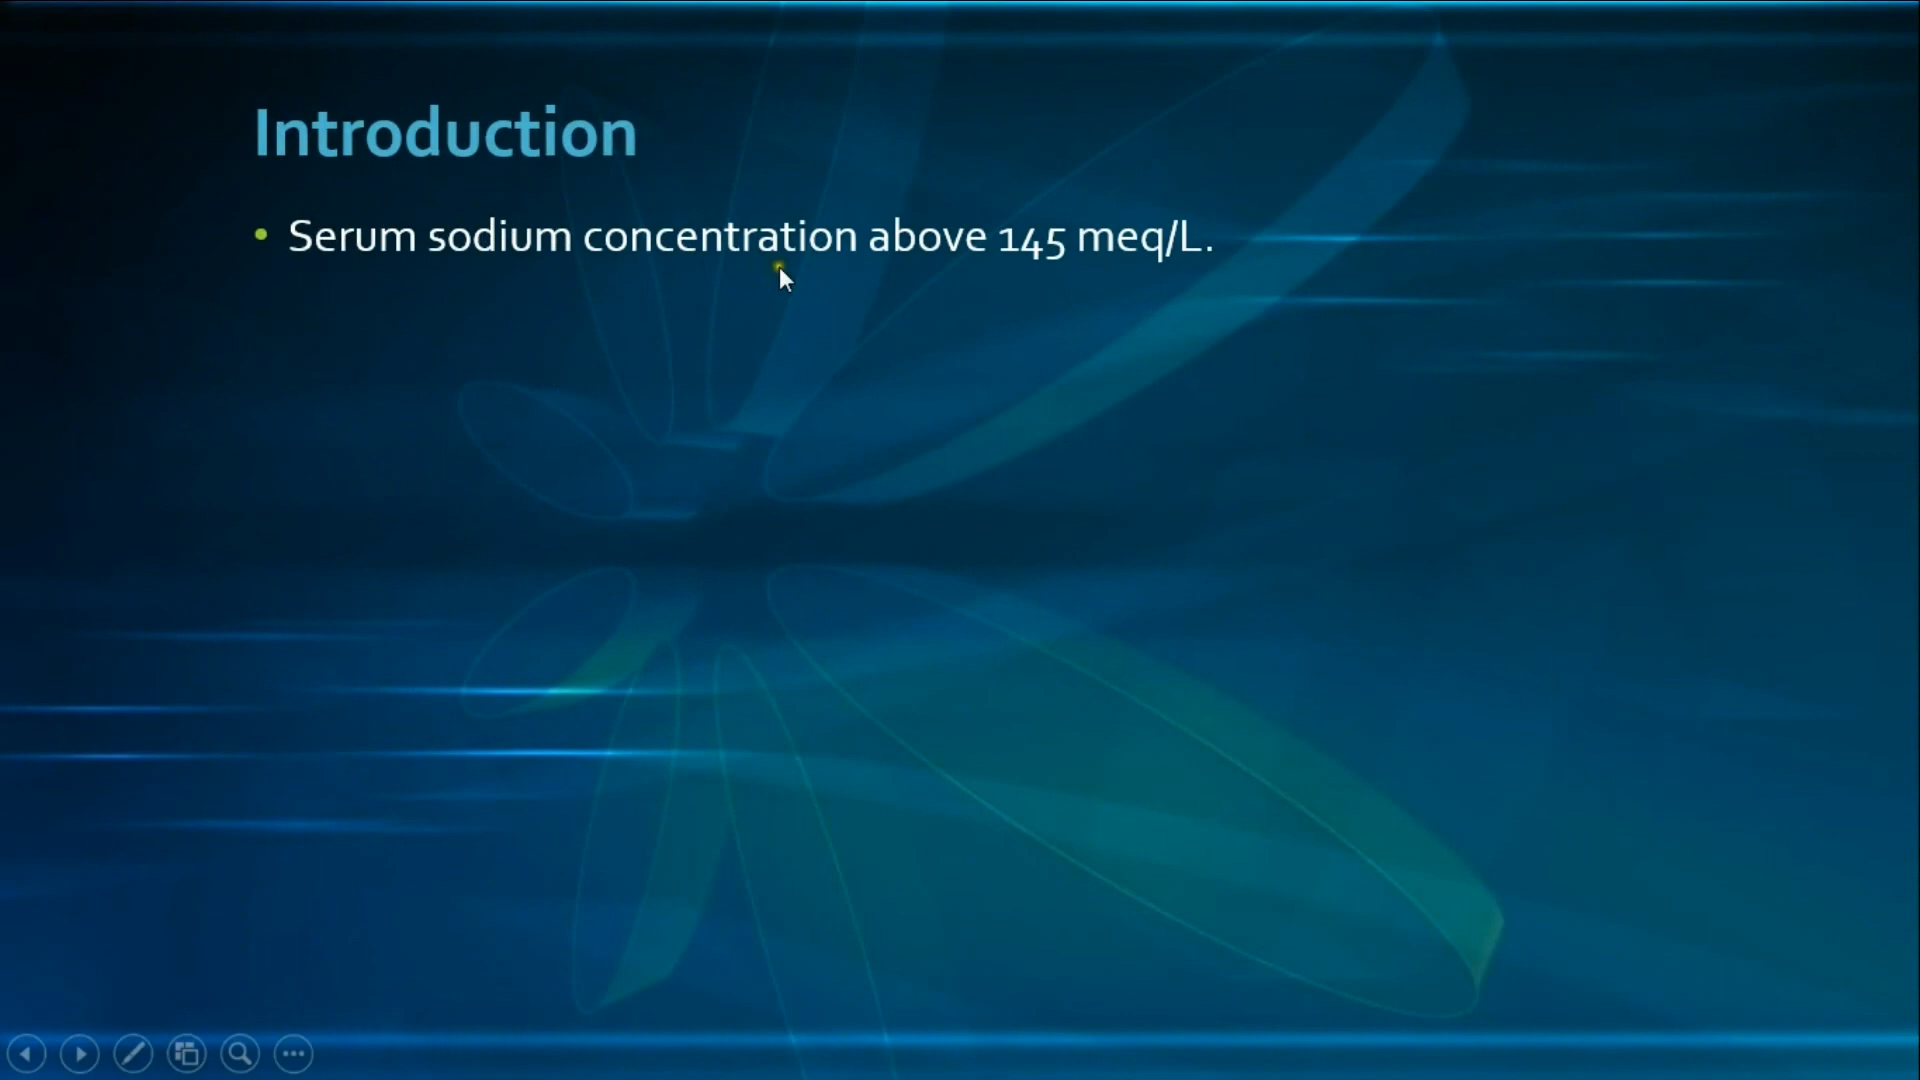 Introduction
• Serum sodium concentration above 145 meq/L.